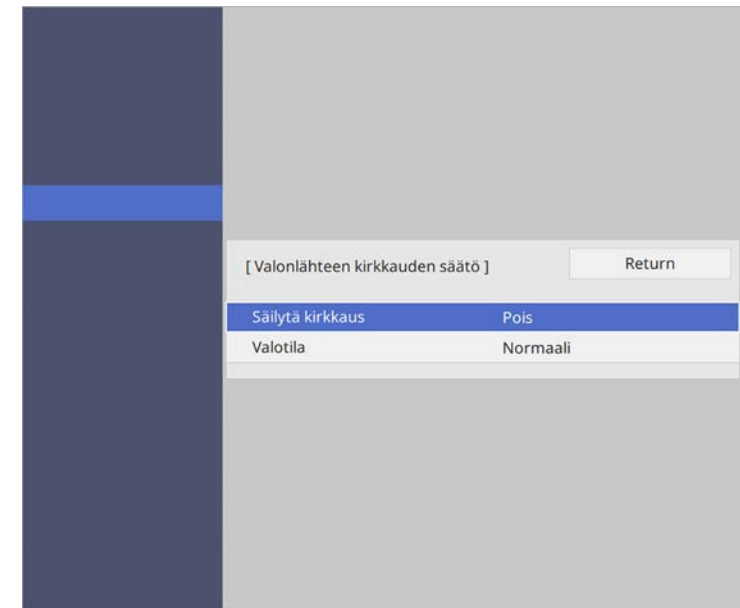 [ Valonlähteen kirkkauden säätö ] Return
Säilytä kirkkaus Pois
Valotila Normaali